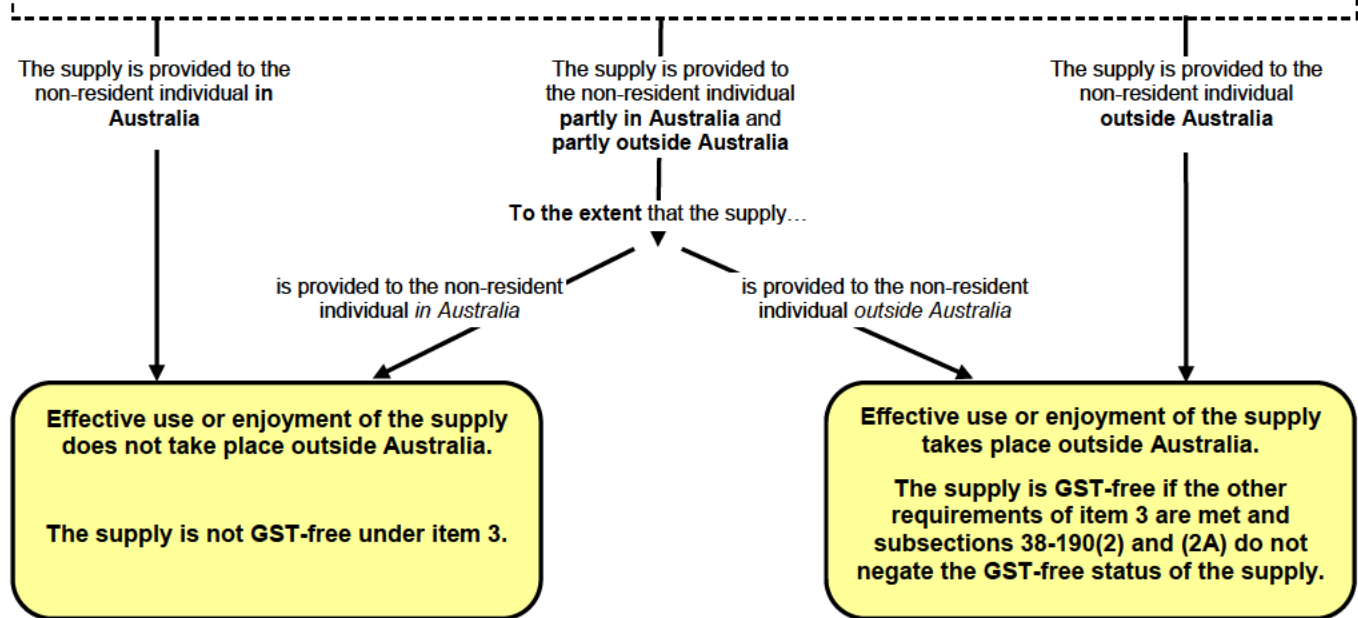 The supply is provided to the
non-resident individual in
Australia
The supply is provided to
the non-resident individual
partly in Australia and
partly outside Australia
The supply is provided to the
non-resident individual
outside Australia
To the extent that the supply…
is provided to the non-resident
individual in Australia
is provided to the non-resident
individual outside Australia
Effective use or enjoyment of the supply
does not take place outside Australia.
The supply is not GST-free under item 3.
Effective use or enjoyment of the supply
takes place outside Australia.
The supply is GST-free if the other
requirements of item 3 are met and
subsections 38-190(2) and (2A) do not
negate the GST-free status of the supply.